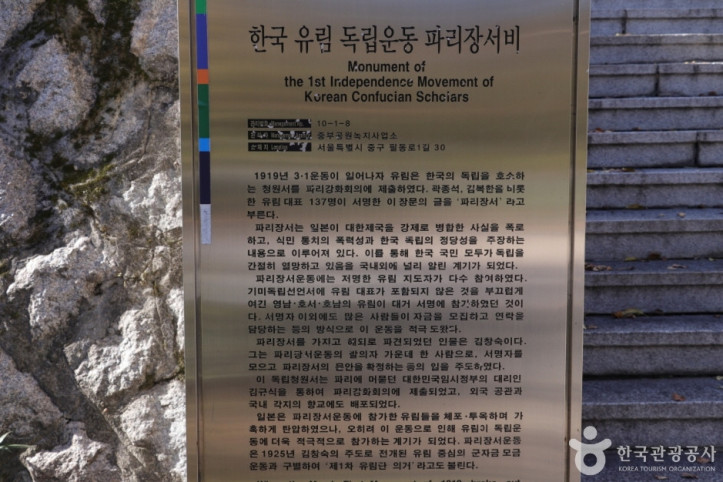 한국 유림 독립운동 파리장서비
Monument of
the 1st Independence Movement of
Korean Confucian Scholars
10-1-8
중부공원녹지사업소
서울특별시 중구 필동로1길 30
1919년 3·1운동이 일어나자 유림은 한국의 독립을 호소하
는 청원서를 파리강화회의에 제출하였다. 곽종석, 김복한을 비롯
한 유림 대표 137명이 서명한 이 장문의 글을 '파리장서' 라고
부른다.
파리장서는 일본이 대한제국을 강제로 병합한 사실을 폭로
하고, 식민 통치의 폭력성과 한국 독립의 정당성을 주장하는
내용으로 이루어져 있다. 이를 통해 한국 국민 모두가 독립을
간절히 열망하고 있음을 국내외에 널리 알린 계기가 되었다.
파리장서운동에는 저명한 유림 지도자가 다수 참여하였다.
기미독립선언서에 유림 대표가 포함되지 않은 것을 부끄럽게
여긴 영남·호서·호남의 유림이 대거 서명에 참가하였던 것이
다. 서명자 이외에도 많은 사람들이 자금을 모집하고 연락을
담당하는 등의 방식으로 이 운동을 적극 도왔다.
파리장서를 가지고 해외로 파견되었던 인물은 김창숙이다.
그는 파리장서운동의 발의자 가운데 한 사람으로, 서명자를
모으고 파리장서의 문안을 확정하는 등의 일을 주도하였다.
이 독립청원서는 파리에 머물던 대한민국임시정부의 대리인
김규식을 통하여 파리강화회의에 제출되었고, 외국 공관과
국내 각지의 향교에도 배포되었다.
일본은 파리장서운동에 참가한 유림들을 체포·투옥하며 가
혹하게 탄압하였으나, 오히려 이 운동으로 인해 유림이 독립운
동에 더욱 적극적으로 참가하는 계기가 되었다. 파리장서운동
은 1925년 김창숙의 주도로 전개된 유림 중심의 군자금 모금
운동과 구별하여 '제1차 유림단 의거' 라고도 불린다.
한국관광공사
KOREA TOURISM ORGANIZATION